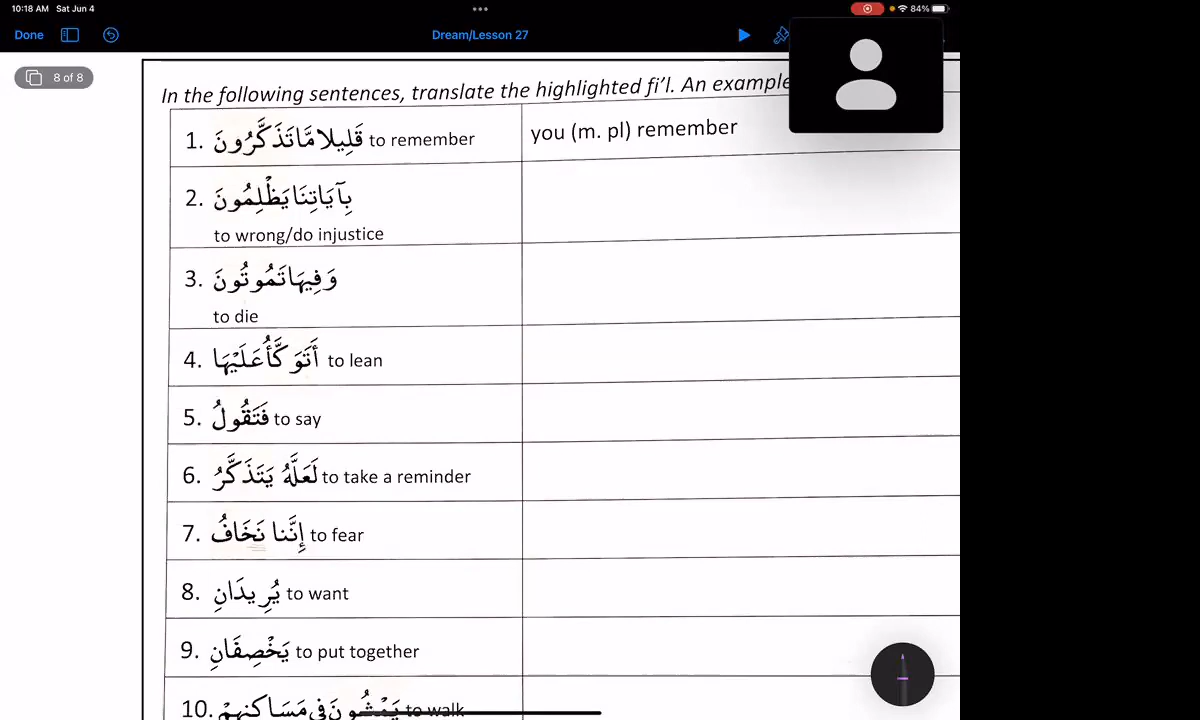 10:18 AM Sat Jun 4
84%
Done
Dream/Lesson 27
8 of 8
In the following sentences, translate the highlighted fi'l. An example
1. قَلِيلًا مَّا تَذَكَّرُونَ to remember
you (m. pl) remember
2. بِآيَاتِنَا يَظْلِمُونَ
to wrong/do injustice
3. وَفِيهَا تَمُوتُونَ
to die
4. أَتَوَكَّأُ عَلَيْهَا to lean
5. فَتَقُولُ to say
6. لَعَلَّهُ يَتَذَكَّرُ to take a reminder
7. إِنَّنا نَخَافُ to fear
8. يُرِيدَانِ to want
9. يَخْصِفَانِ to put together
10. يَمْشُونَ فِي مَسَاكِنِهِمْ to walk